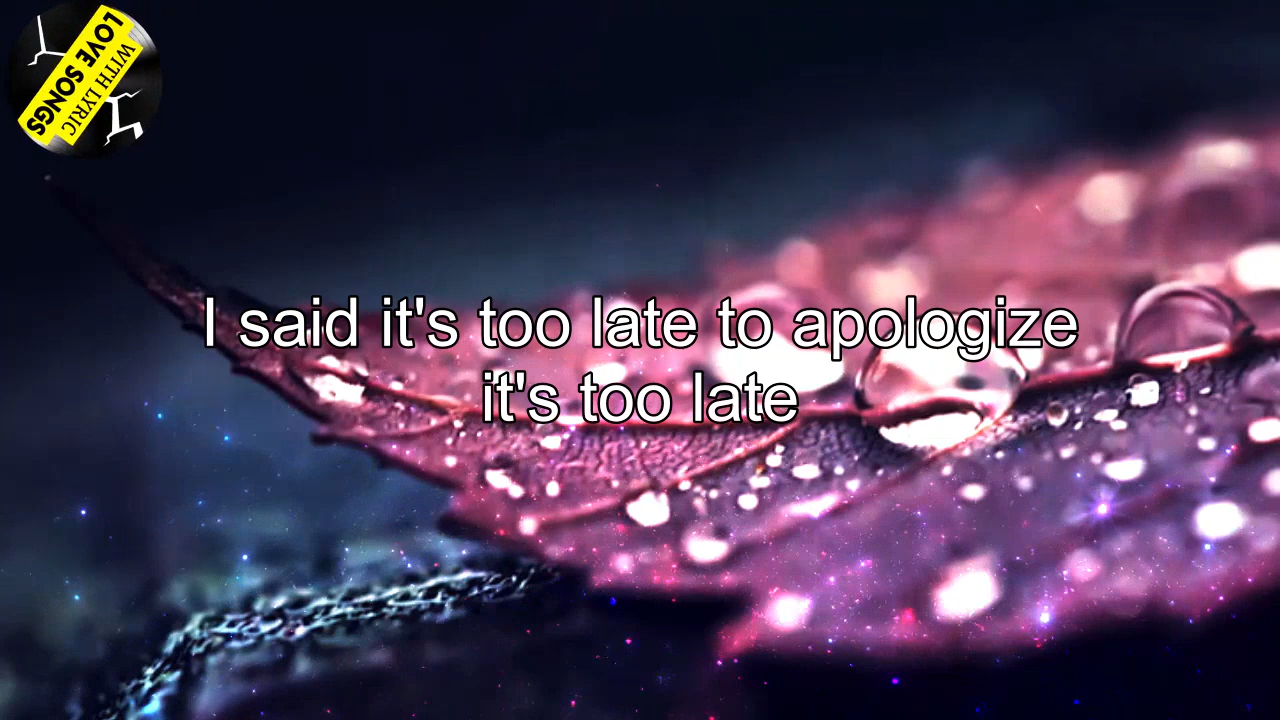 LOVE SONGS
WITH LYRIC
I said it's too late to apologize
it's too late